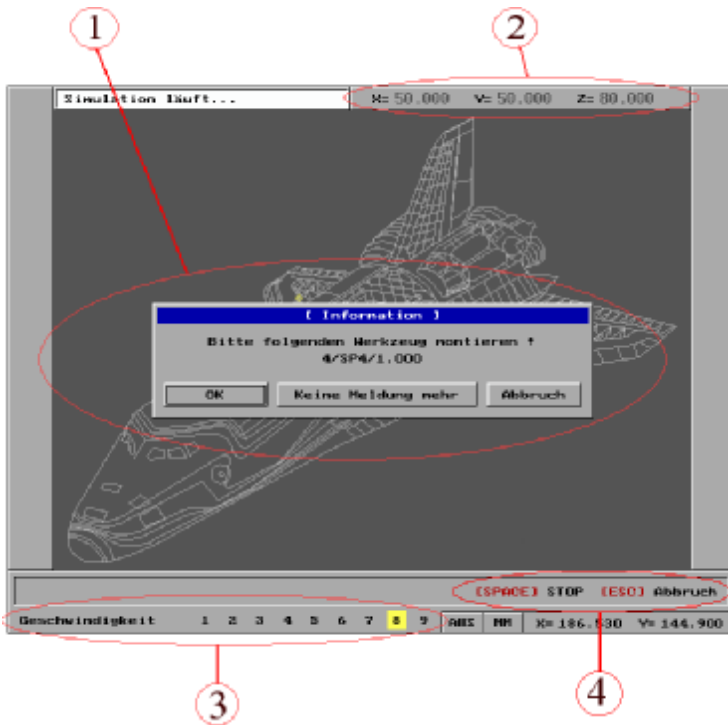 1
2
Simulation läuft... X= 50.000 Y= 50.000 Z= 80.000
[ Information ]
Bitte folgenden Werkzeug montieren !
4/SP4/1.000
OK Keine Meldung mehr Abbruch
[SPACE] STOP [ESC] Abbruch
Geschwindigkeit 1 2 3 4 5 6 7 8 9 ABS MM X= 186.530 Y= 144.900
3
4